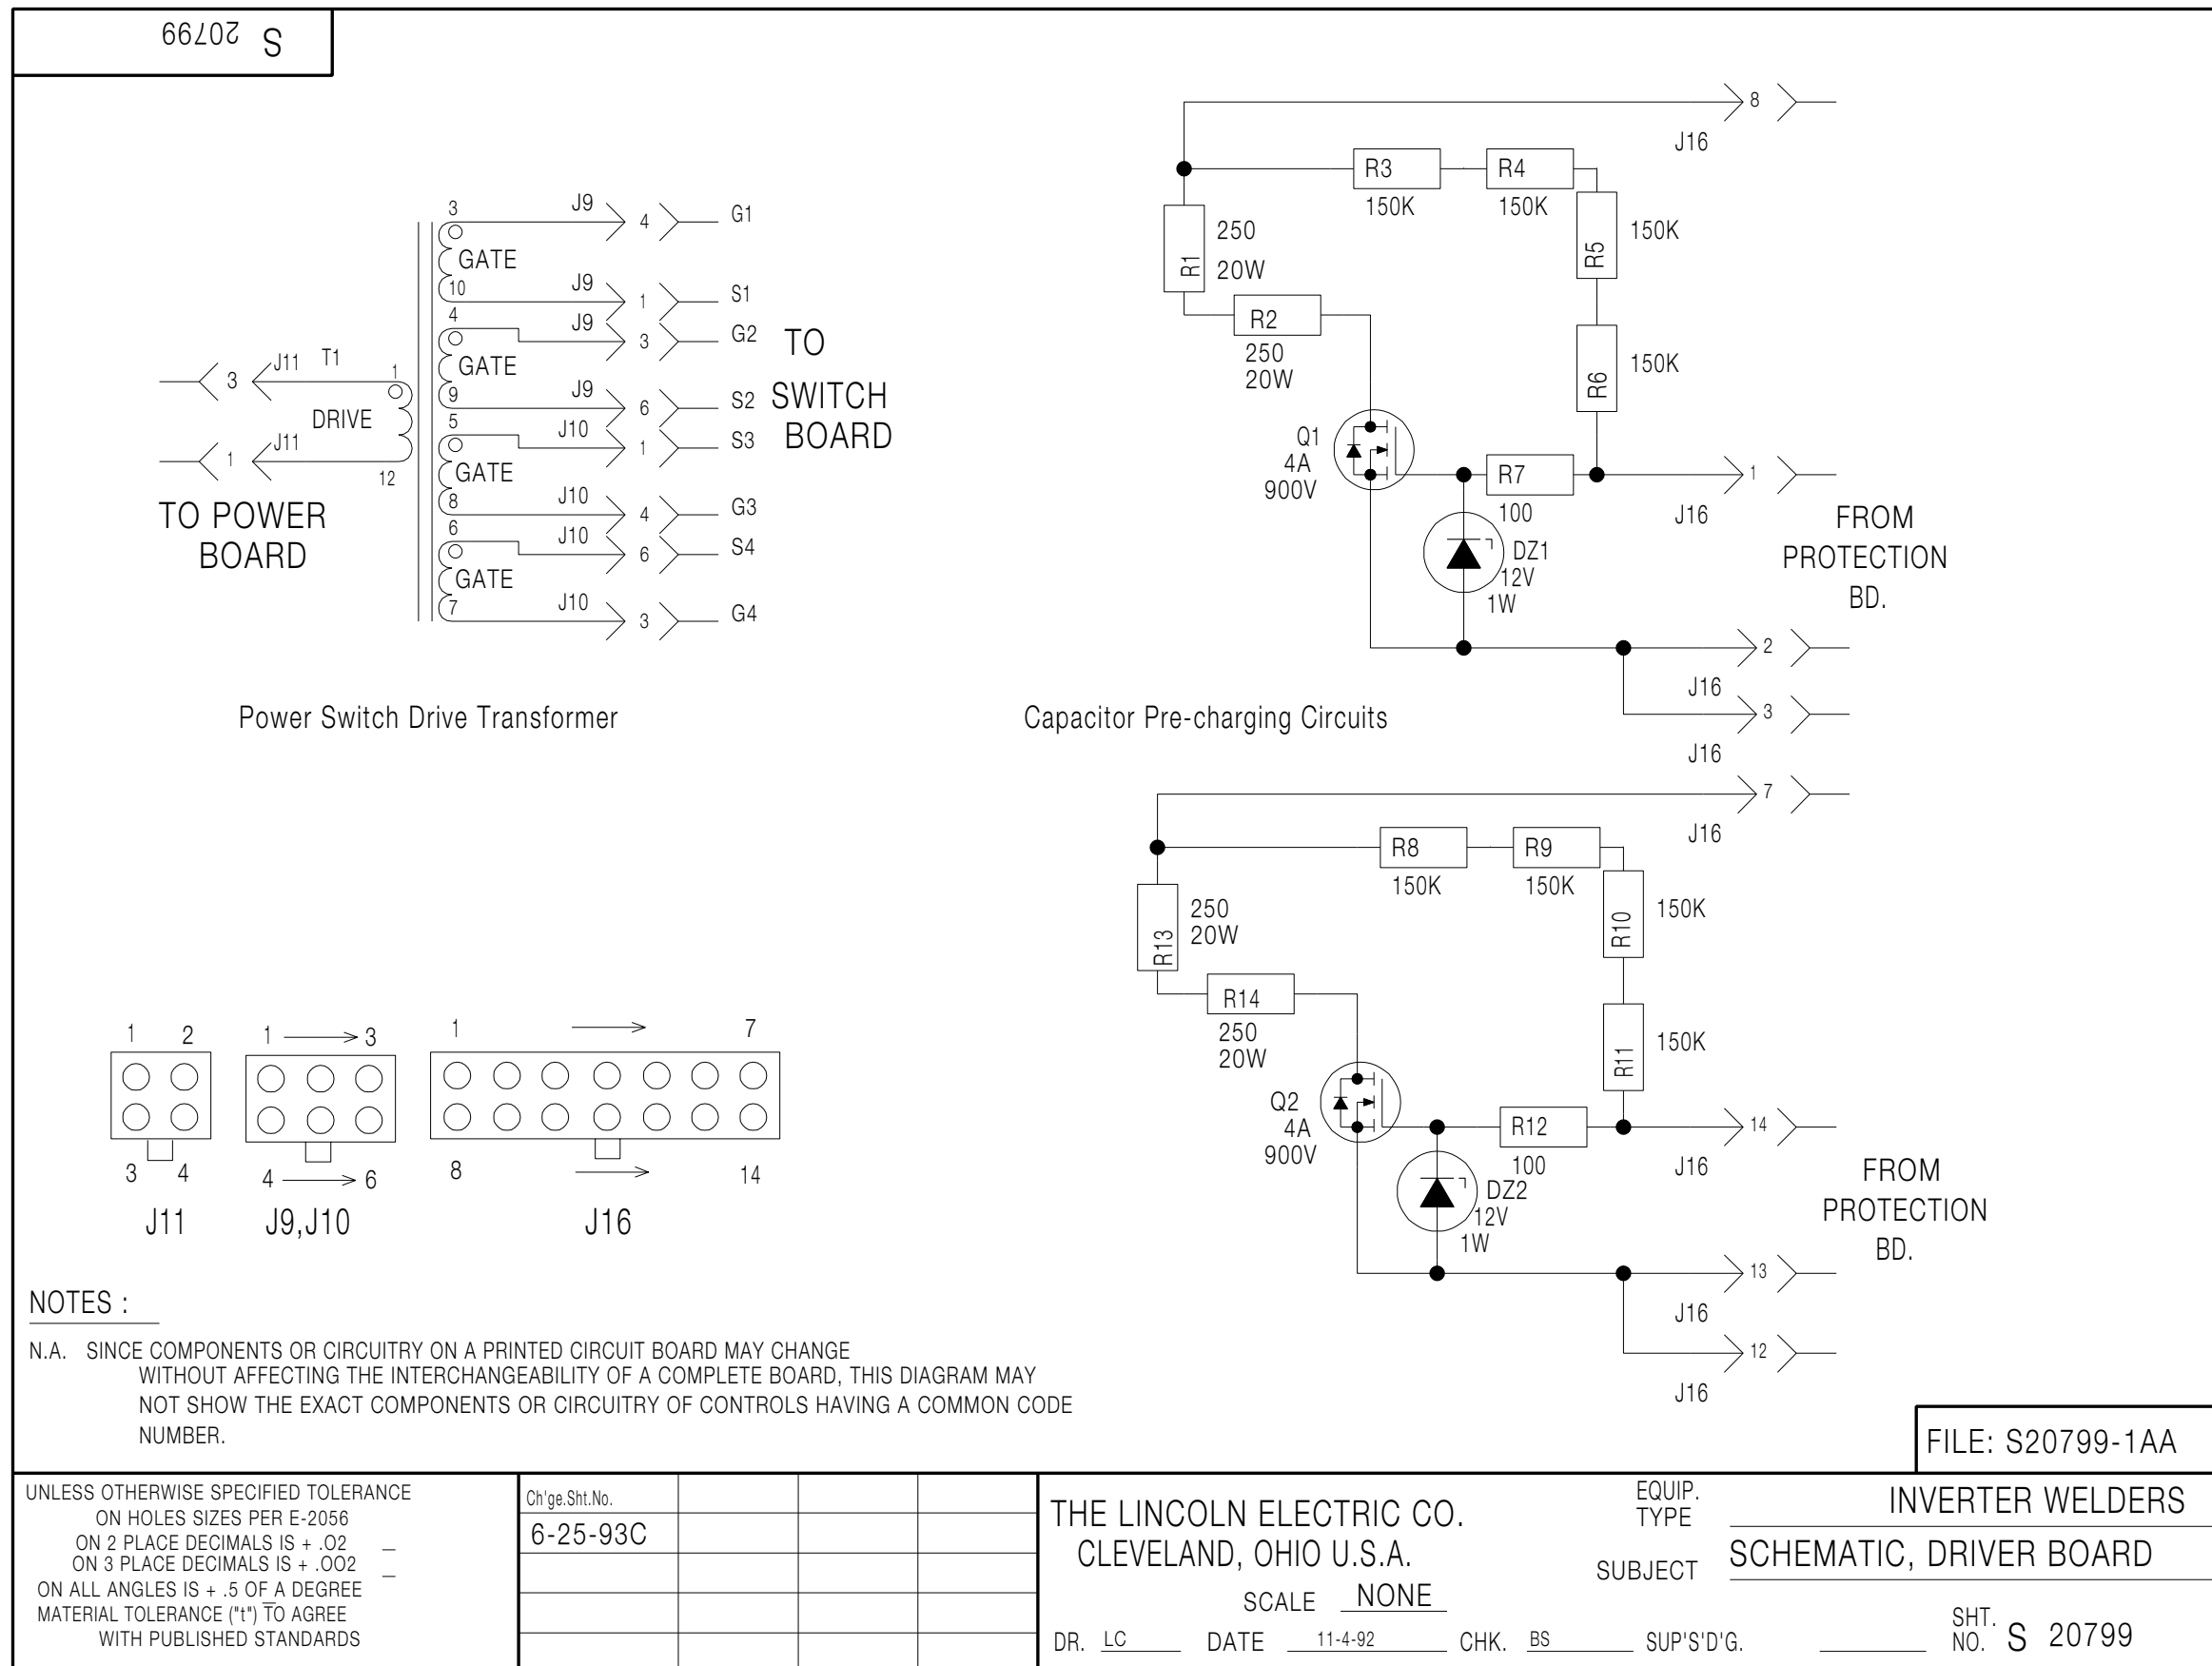 S 20799
3
J9
4
G1
GATE
10
J9
1
S1
4
J9
3
G2
GATE
9
J9
6
S2
5
J10
1
S3
GATE
8
J10
4
G3
6
J10
6
S4
GATE
7
J10
3
G4
TO
SWITCH
BOARD
3
J11
T1
1
DRIVE
1
J11
12
TO POWER
BOARD
Power Switch Drive Transformer
8
J16
R3
150K
R4
150K
R5
150K
R6
150K
R1
250
20W
R2
250
20W
Q1
4A
900V
R7
100
1
J16
DZ1
12V
1W
FROM
PROTECTION
BD.
2
J16
3
J16
Capacitor Pre-charging Circuits
7
J16
R8
150K
R9
150K
R10
150K
R11
150K
R13
250
20W
R14
250
20W
Q2
4A
900V
R12
100
14
J16
DZ2
12V
1W
FROM
PROTECTION
BD.
13
J16
12
J16
1 2
3 4
J11
1 3
4 6
J9,J10
1 7
8 14
J16
NOTES :
N.A. SINCE COMPONENTS OR CIRCUITRY ON A PRINTED CIRCUIT BOARD MAY CHANGE
WITHOUT AFFECTING THE INTERCHANGEABILITY OF A COMPLETE BOARD, THIS DIAGRAM MAY
NOT SHOW THE EXACT COMPONENTS OR CIRCUITRY OF CONTROLS HAVING A COMMON CODE
NUMBER.
FILE: S20799-1AA
UNLESS OTHERWISE SPECIFIED TOLERANCE
ON HOLES SIZES PER E-2056
ON 2 PLACE DECIMALS IS + .O2
ON 3 PLACE DECIMALS IS + .OO2
ON ALL ANGLES IS + .5 OF A DEGREE
MATERIAL TOLERANCE ("t") TO AGREE
WITH PUBLISHED STANDARDS
Ch'ge.Sht.No.
6-25-93C
THE LINCOLN ELECTRIC CO.
CLEVELAND, OHIO U.S.A.
SCALE NONE
DR. LC DATE 11-4-92 CHK. BS SUP'S'D'G.
EQUIP.
TYPE
INVERTER WELDERS
SUBJECT SCHEMATIC, DRIVER BOARD
SHT.
NO. S 20799